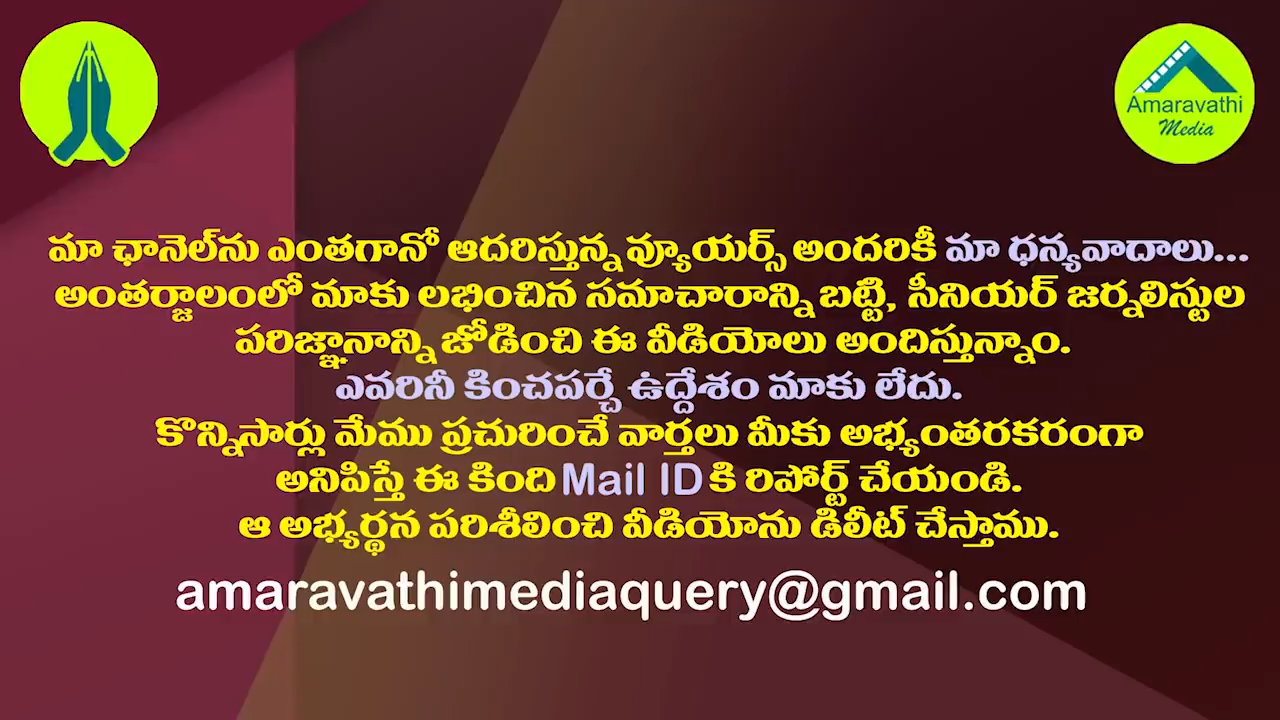 Amaravathi
Media
మా ఛానెల్‌ను ఎంతగానో ఆదరిస్తున్న వ్యూయర్స్ అందరికీ మా ధన్యవాదాలు...
అంతర్జాలంలో మాకు లభించిన సమాచారాన్ని బట్టి, సీనియర్ జర్నలిస్టుల
పరిజ్ఞానాన్ని జోడించి ఈ వీడియోలు అందిస్తున్నాం.
ఎవరినీ కించపర్చే ఉద్దేశం మాకు లేదు.
కొన్నిసార్లు మేము ప్రచురించే వార్తలు మీకు అభ్యంతరకరంగా
అనిపిస్తే ఈ కింది Mail ID కి రిపోర్ట్ చేయండి.
ఆ అభ్యర్థన పరిశీలించి వీడియోను డిలీట్ చేస్తాము.
amaravathimediaquery@gmail.com